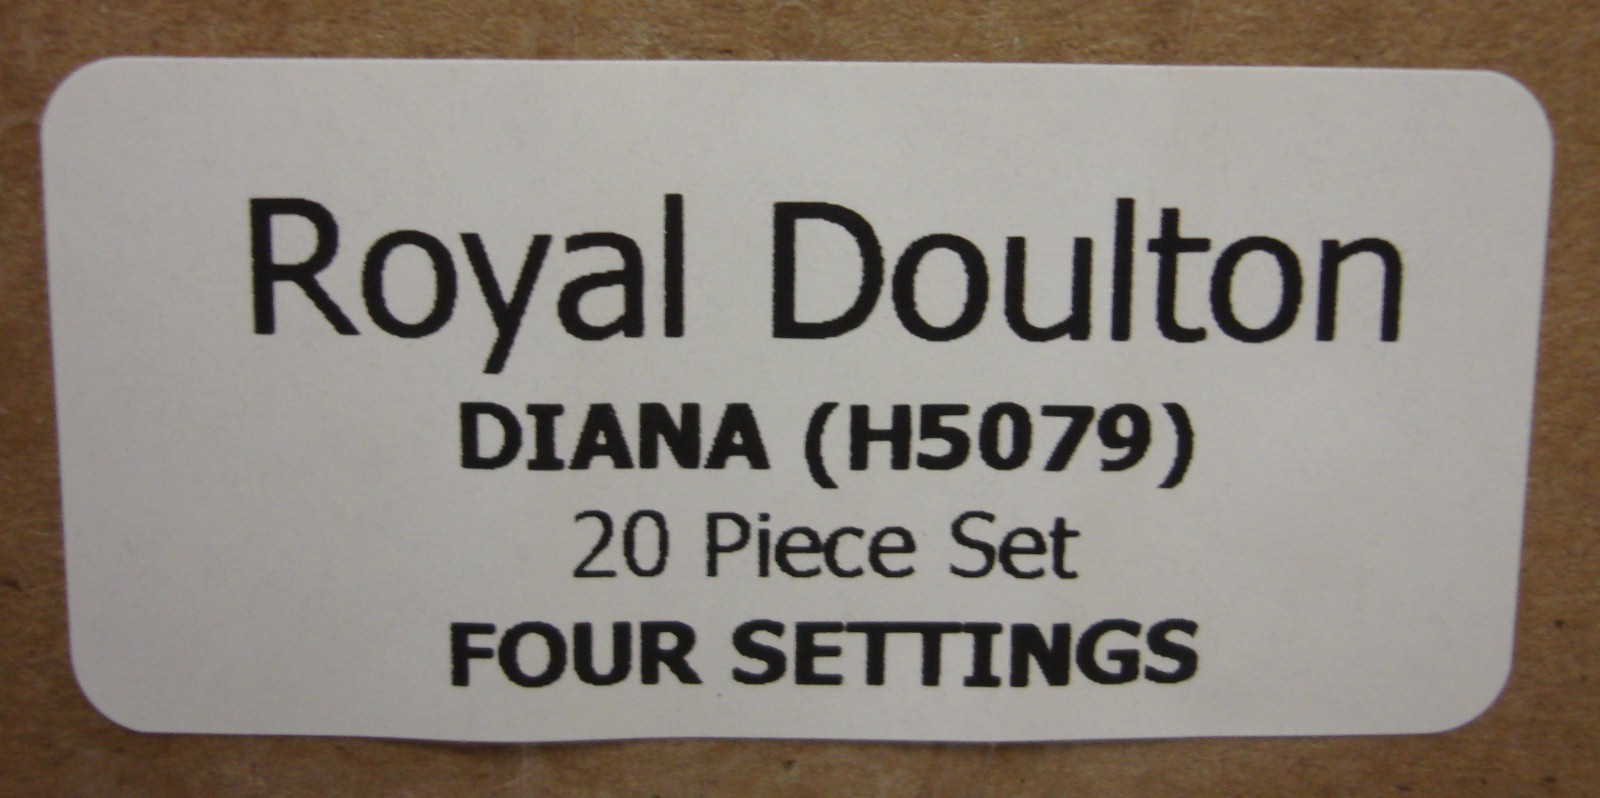 Royal Doulton
DIANA (H5079)
20 Piece Set
FOUR SETTINGS